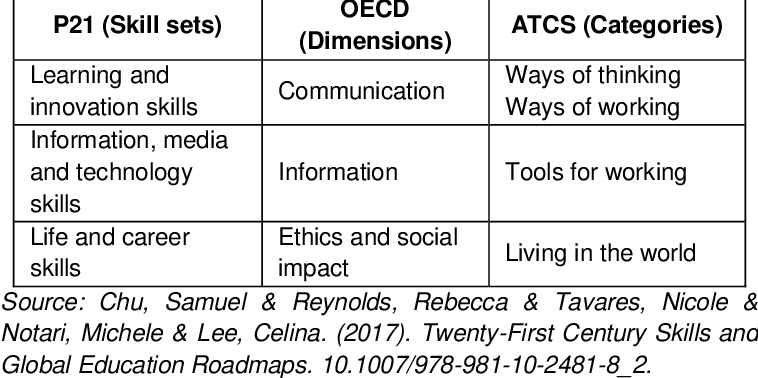 P21 (Skill sets)
OECD
(Dimensions)
ATCS (Categories)
Learning and
innovation skills
Communication
Ways of thinking
Ways of working
Information, media
and technology
skills
Information
Tools for working
Life and career
skills
Ethics and social
impact
Living in the world
Source: Chu, Samuel & Reynolds, Rebecca & Tavares, Nicole &
Notari, Michele & Lee, Celina. (2017). Twenty-First Century Skills and
Global Education Roadmaps. 10.1007/978-981-10-2481-8_2.